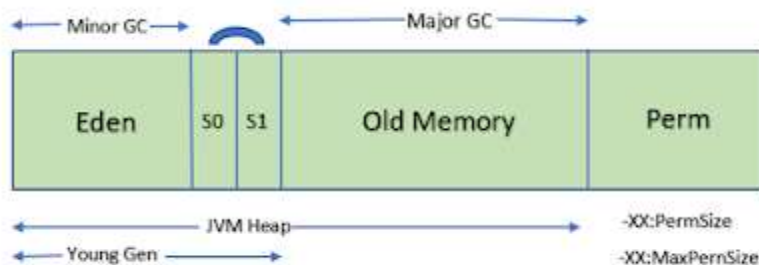 Minor GC
Major GC
Eden
S0
S1
Old Memory
Perm
JVM Heap
-XX:PermSize
Young Gen
-XX:MaxPernSize